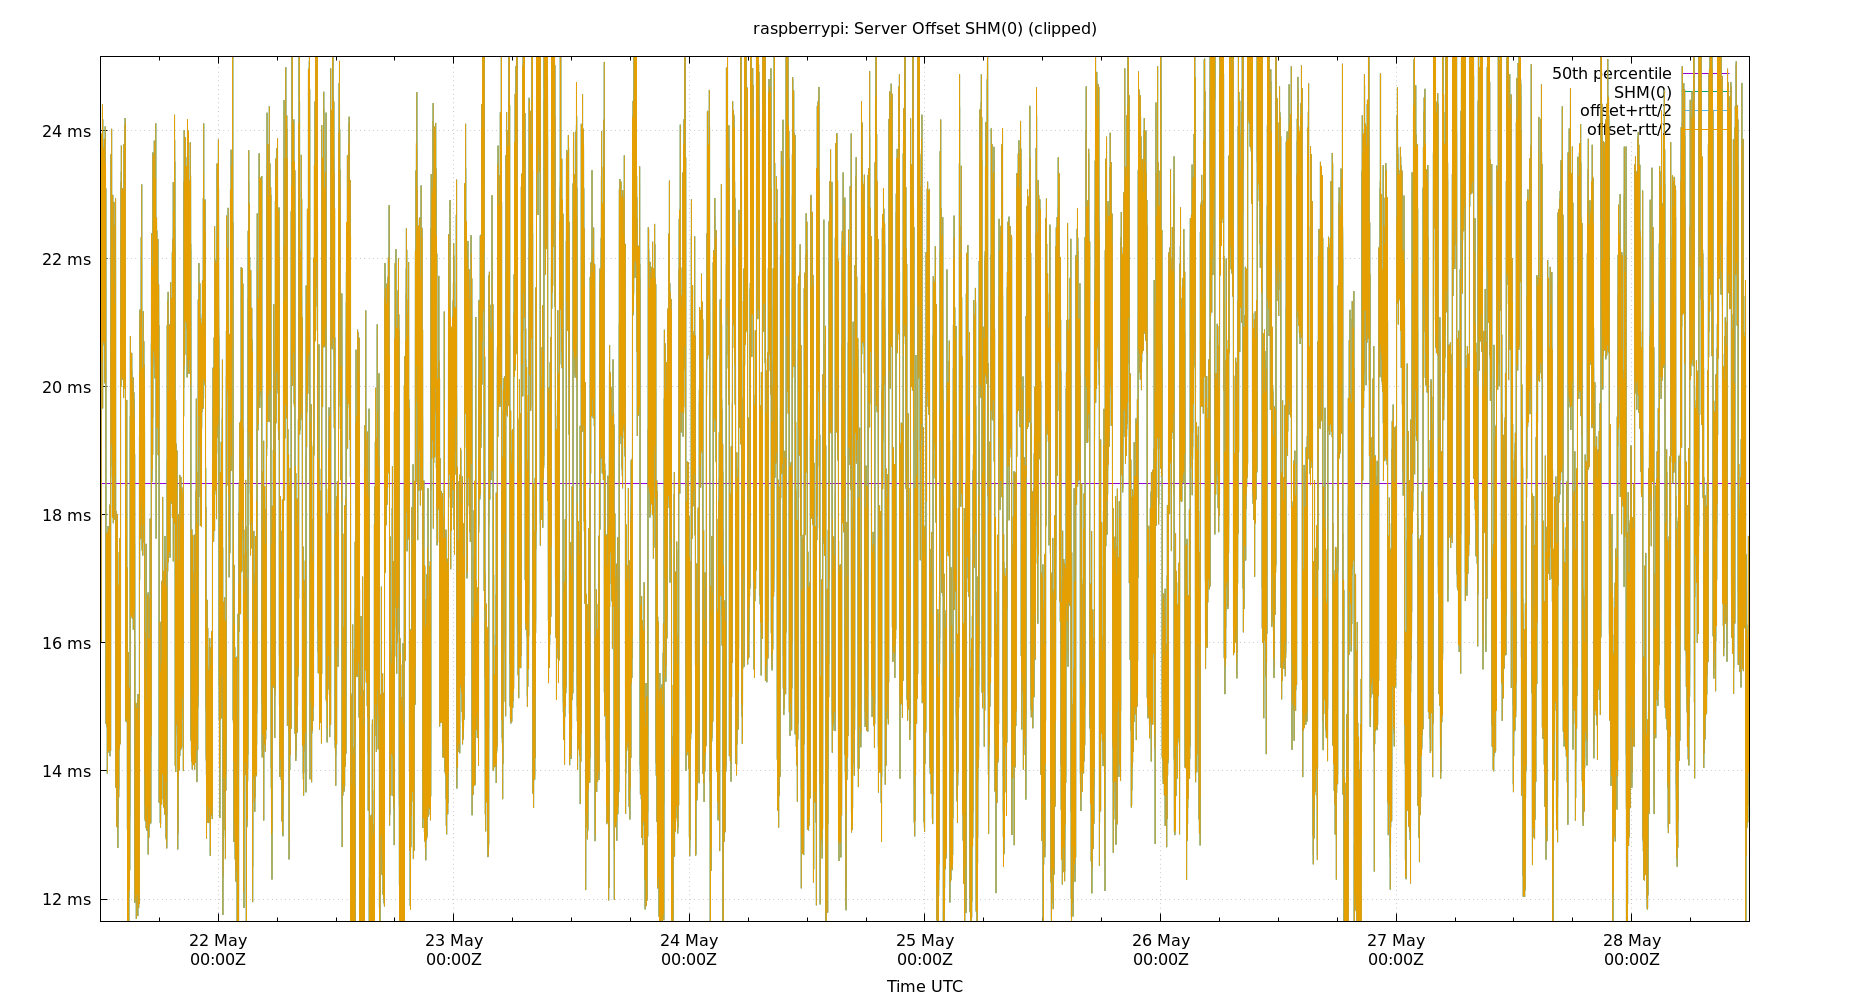 raspberrypi: Server Offset SHM(0) (clipped)
50th percentile
SHM(0)
offset+rtt/2
offset-rtt/2
24 ms
22 ms
20 ms
18 ms
16 ms
14 ms
12 ms
22 May 23 May 24 May 25 May 26 May 27 May 28 May
00:00Z 00:00Z 00:00Z 00:00Z 00:00Z 00:00Z 00:00Z
Time UTC